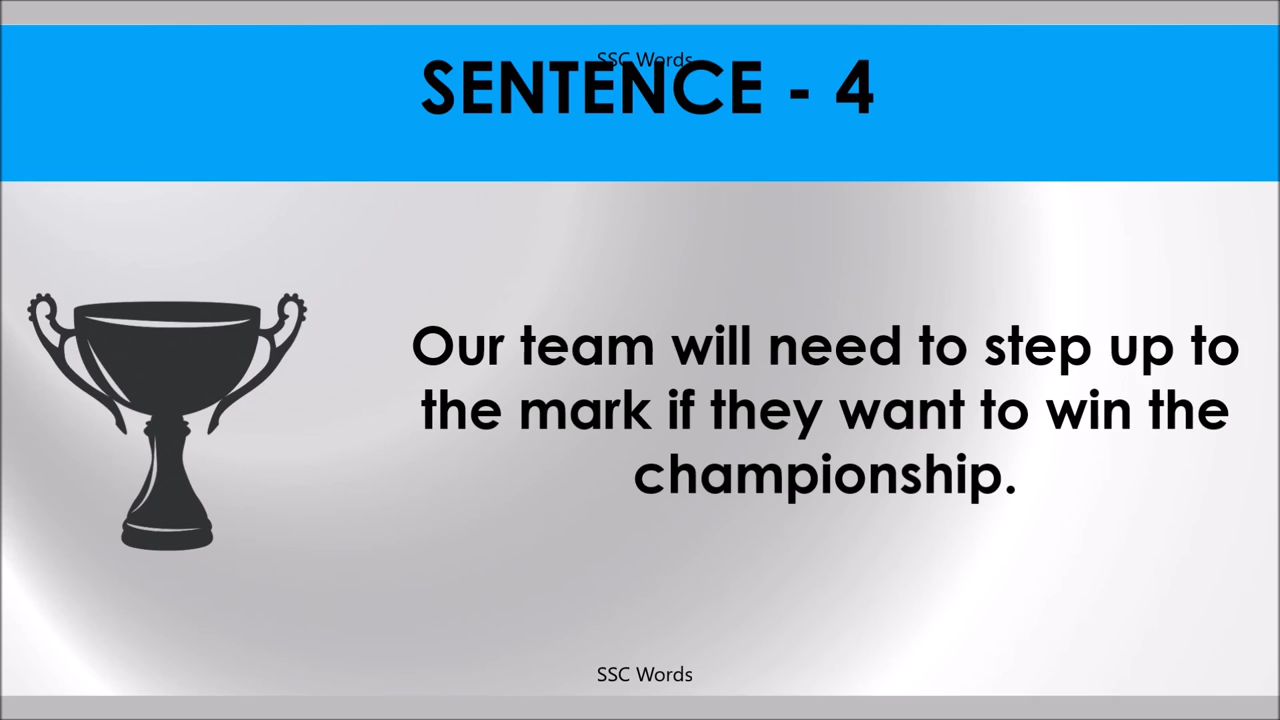 SSC Words
SENTENCE - 4
Our team will need to step up to
the mark if they want to win the
championship.
SSC Words